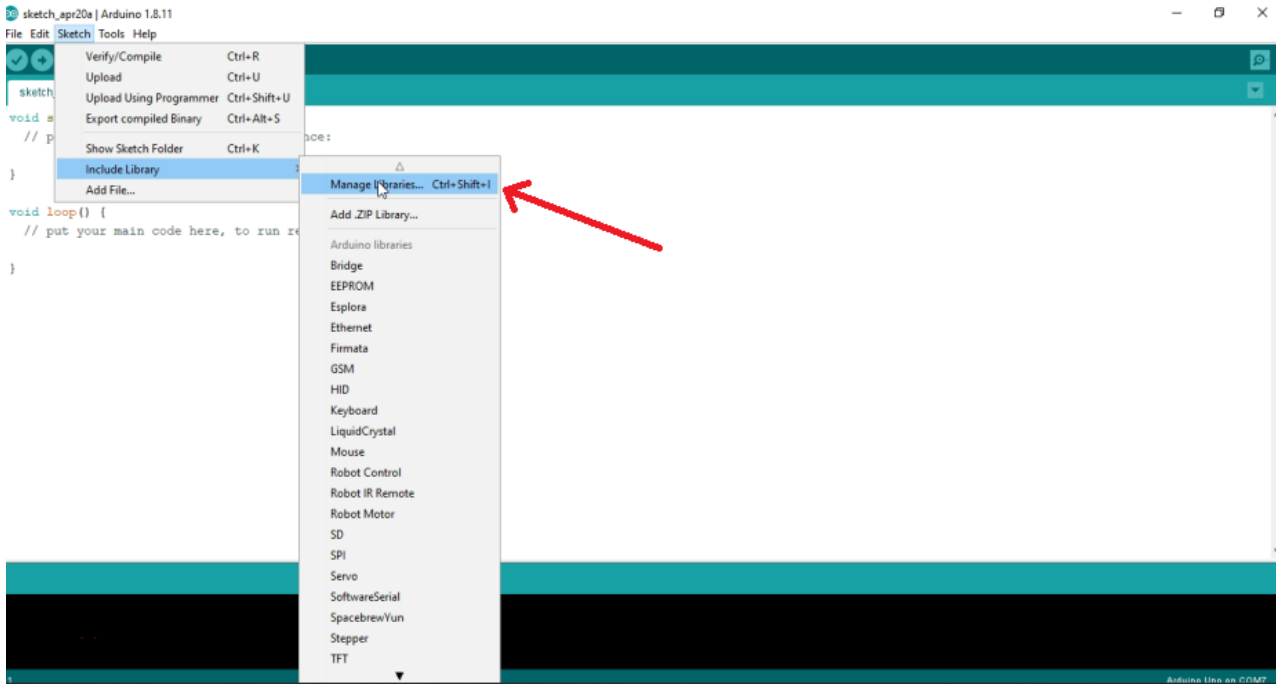 sketch_apr20a | Arduino 1.8.11
File Edit Sketch Tools Help
Verify/Compile Ctrl+R
Upload Ctrl+U
sketch_
Upload Using Programmer Ctrl+Shift+U
void s
Export compiled Binary Ctrl+Alt+S
// p nce:
Show Sketch Folder Ctrl+K
}
Include Library
Add File...
Manage Libraries... Ctrl+Shift+I
void loop() {
Add .ZIP Library...
// put your main code here, to run re
Arduino libraries
}
Bridge
EEPROM
Esplora
Ethernet
Firmata
GSM
HID
Keyboard
LiquidCrystal
Mouse
Robot Control
Robot IR Remote
Robot Motor
SD
SPI
Servo
SoftwareSerial
SpacebrewYun
Stepper
TFT
1 Arduino Uno on COM7